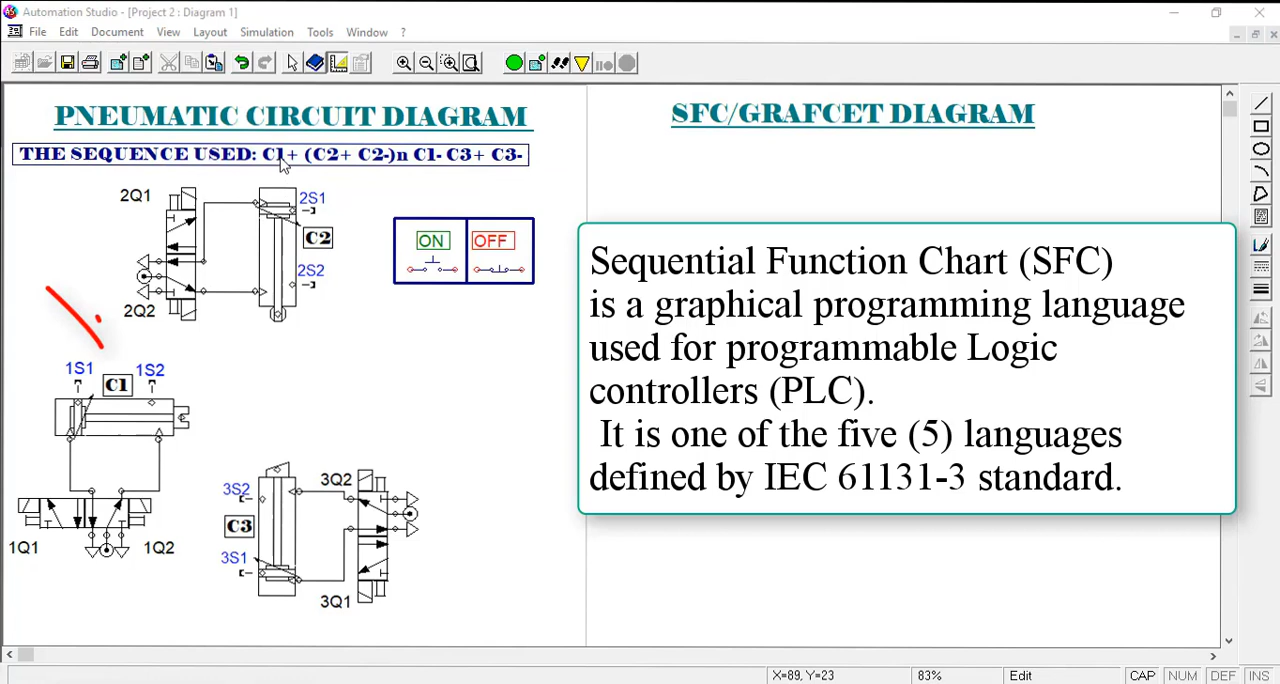 Automation Studio - [Project 2 : Diagram 1]
File Edit Document View Layout Simulation Tools Window ?
PNEUMATIC CIRCUIT DIAGRAM
THE SEQUENCE USED: C1+ (C2+ C2-)n C1- C3+ C3-
2Q1
2S1
C2
2S2
2Q2
ON OFF
1S1
C1
1S2
1Q1
1Q2
3S2
3Q2
C3
3S1
3Q1
SFC/GRAFCET DIAGRAM
Sequential Function Chart (SFC)
is a graphical programming language
used for programmable Logic
controllers (PLC).
It is one of the five (5) languages
defined by IEC 61131-3 standard.
X=89, Y=23 83% Edit CAP NUM DEF INS